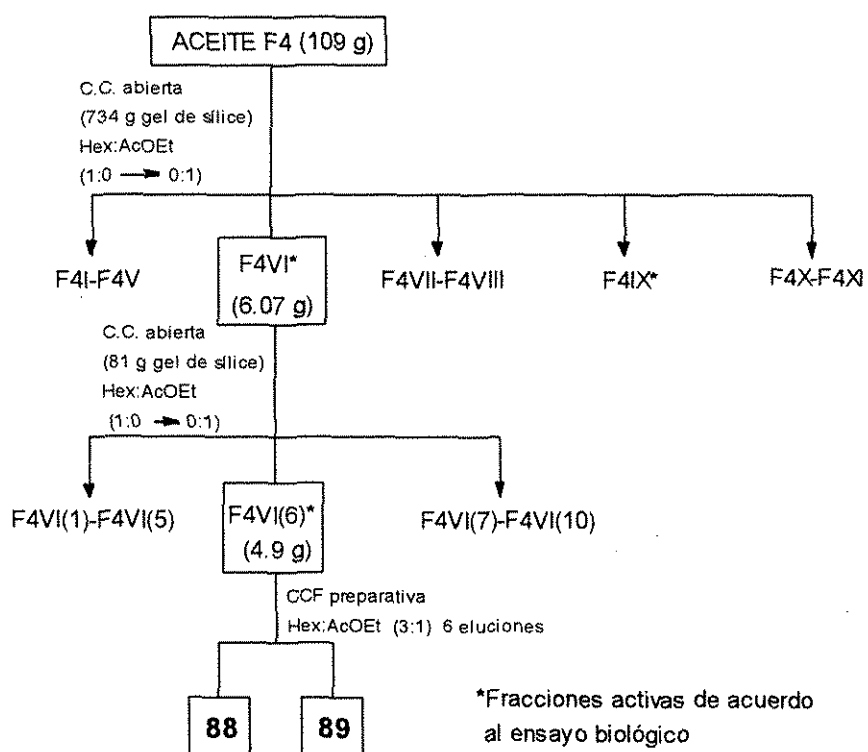 ACEITE F4 (109 g)
C.C. abierta
(734 g gel de sílice)
Hex:AcOEt
(1:0 → 0:1)
F4I-F4V
F4VI*
(6.07 g)
F4VII-F4VIII
F4IX*
F4X-F4XI
C.C. abierta
(81 g gel de sílice)
Hex:AcOEt
(1:0 → 0:1)
F4VI(1)-F4VI(5)
F4VI(6)*
(4.9 g)
F4VI(7)-F4VI(10)
CCF preparativa
Hex:AcOEt (3:1) 6 eluciones
88
89
*Fracciones activas de acuerdo
al ensayo biológico